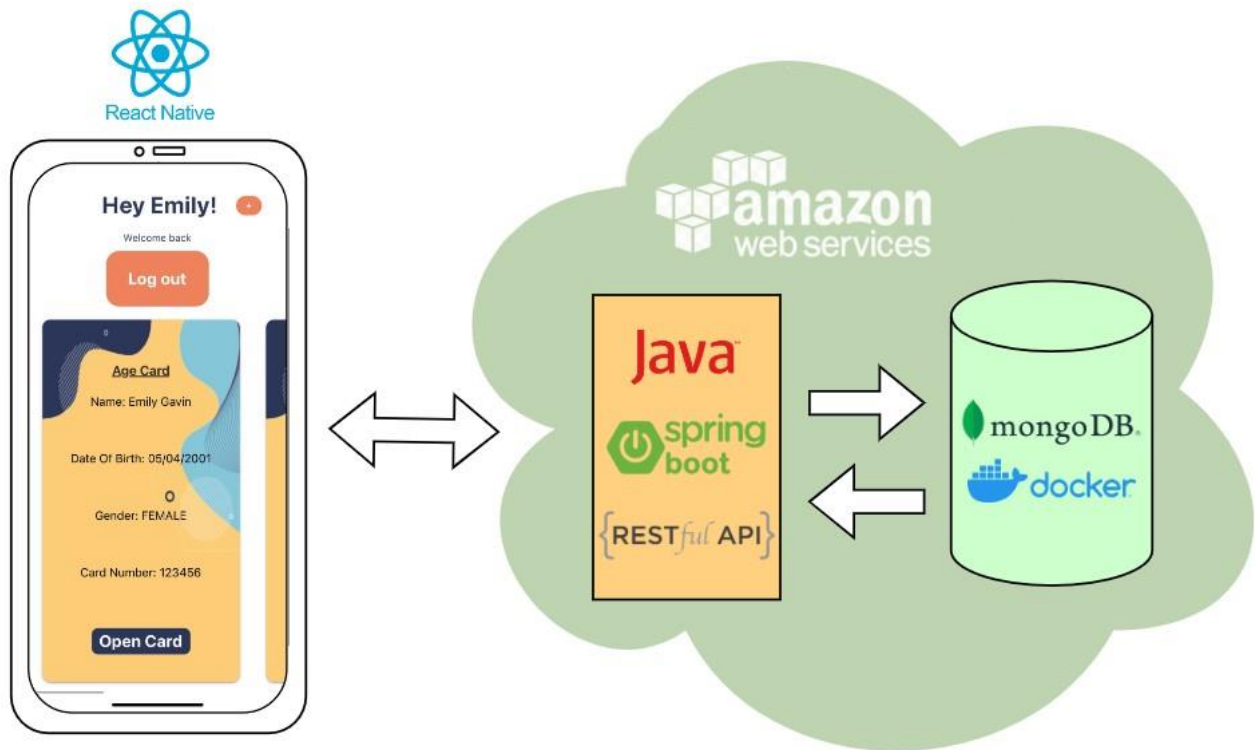 React Native
Hey Emily!
+
Welcome back
Log out
Age Card
Name: Emily Gavin
Date Of Birth: 05/04/2001
Gender: FEMALE
Card Number: 123456
Open Card
amazon
web services
Java
spring
boot
{RESTful API}
mongoDB
docker